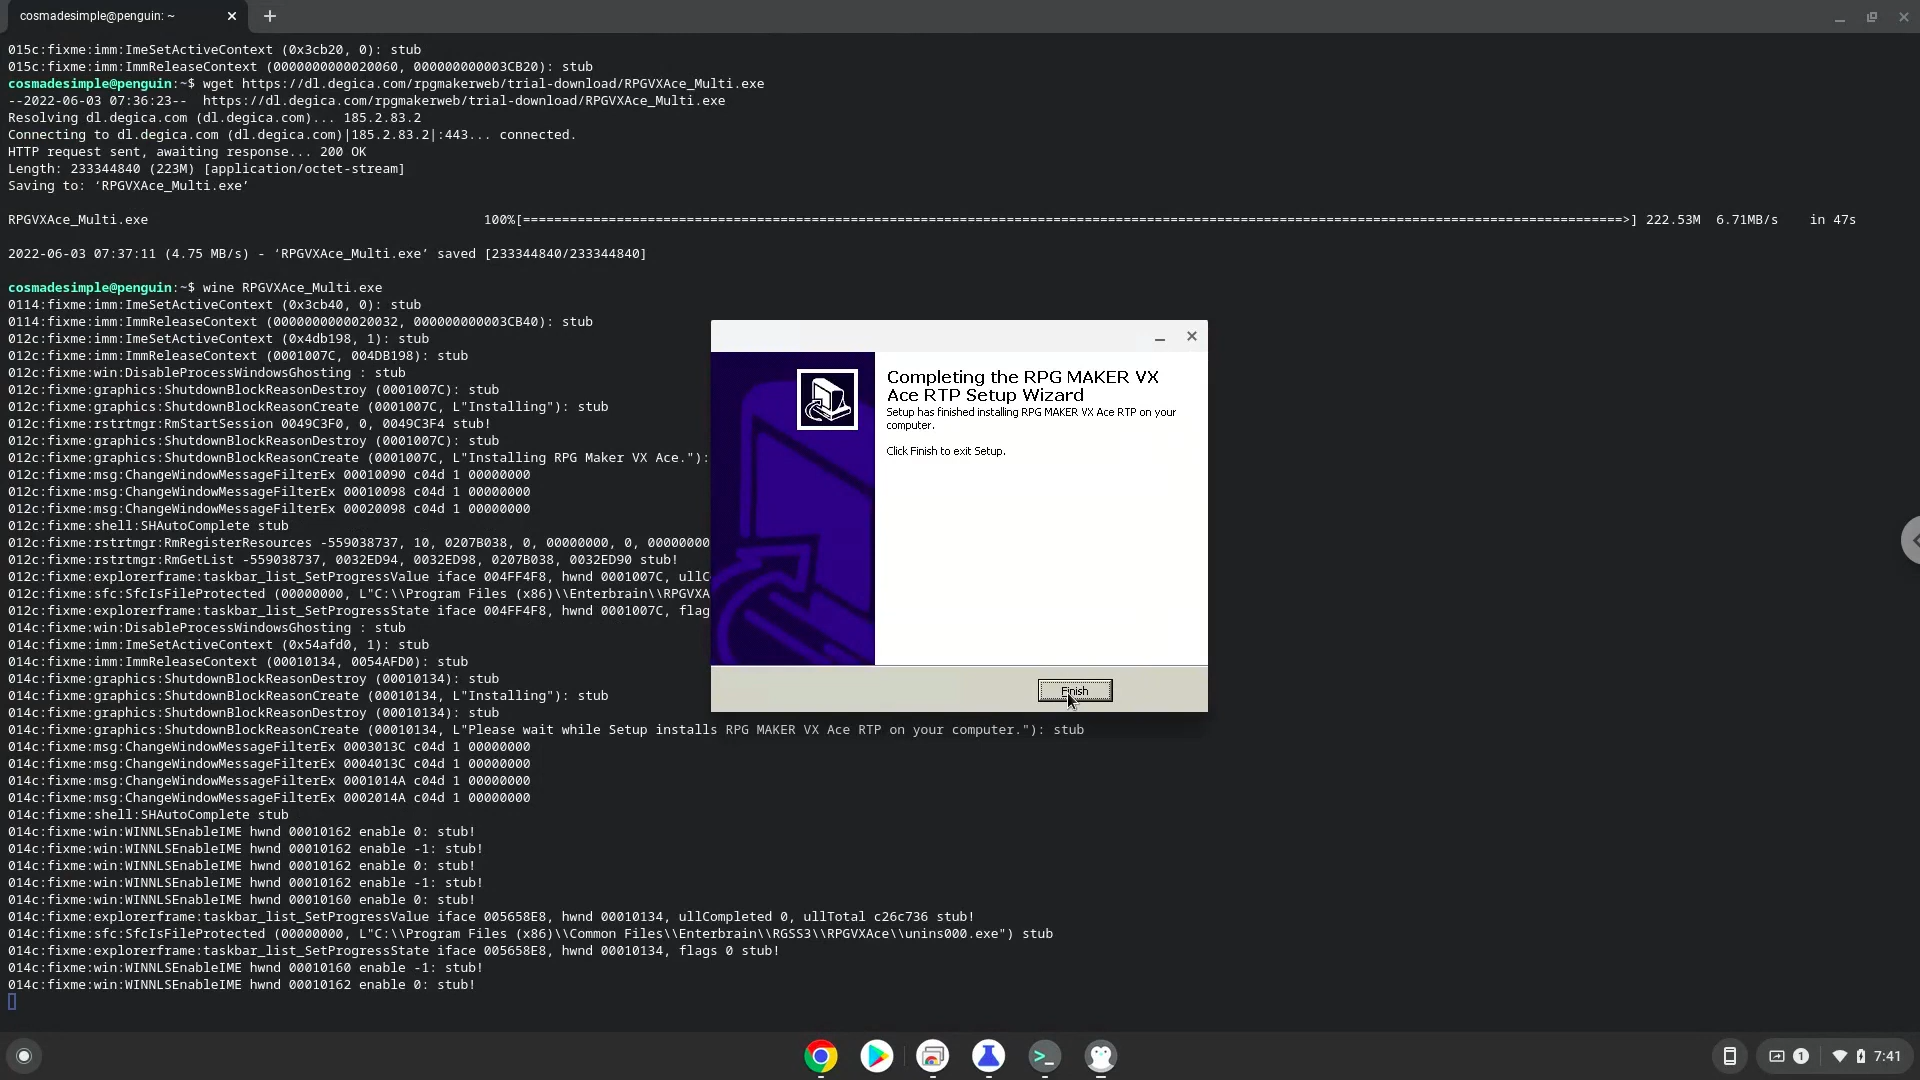 cosmadesimple@penguin: ~
015c:fixme:imm:ImeSetActiveContext (0x3cb20, 0): stub
015c:fixme:imm:ImmReleaseContext (0000000000020060, 000000000003CB20): stub
cosmadesimple@penguin:~$ wget https://dl.degica.com/rpgmakerweb/trial-download/RPGVXAce_Multi.exe
--2022-06-03 07:36:23--  https://dl.degica.com/rpgmakerweb/trial-download/RPGVXAce_Multi.exe
Resolving dl.degica.com (dl.degica.com)... 185.2.83.2
Connecting to dl.degica.com (dl.degica.com)|185.2.83.2|:443... connected.
HTTP request sent, awaiting response... 200 OK
Length: 233344840 (223M) [application/octet-stream]
Saving to: ‘RPGVXAce_Multi.exe’
RPGVXAce_Multi.exe 100%[=============================================================================================================================================>] 222.53M 6.71MB/s in 47s
2022-06-03 07:37:11 (4.75 MB/s) - ‘RPGVXAce_Multi.exe’ saved [233344840/233344840]
cosmadesimple@penguin:~$ wine RPGVXAce_Multi.exe
0114:fixme:imm:ImeSetActiveContext (0x3cb40, 0): stub
0114:fixme:imm:ImmReleaseContext (0000000000020032, 000000000003CB40): stub
012c:fixme:imm:ImeSetActiveContext (0x4db198, 1): stub
012c:fixme:imm:ImmReleaseContext (0001007C, 004DB198): stub
012c:fixme:win:DisableProcessWindowsGhosting : stub
012c:fixme:graphics:ShutdownBlockReasonDestroy (0001007C): stub
012c:fixme:graphics:ShutdownBlockReasonCreate (0001007C, L"Installing"): stub
012c:fixme:rstrtmgr:RmStartSession 0049C3F0, 0, 0049C3F4 stub!
012c:fixme:graphics:ShutdownBlockReasonDestroy (0001007C): stub
012c:fixme:graphics:ShutdownBlockReasonCreate (0001007C, L"Installing RPG Maker VX Ace."):
012c:fixme:msg:ChangeWindowMessageFilterEx 00010090 c04d 1 00000000
012c:fixme:msg:ChangeWindowMessageFilterEx 00010098 c04d 1 00000000
012c:fixme:msg:ChangeWindowMessageFilterEx 00020098 c04d 1 00000000
012c:fixme:shell:SHAutoComplete stub
012c:fixme:rstrtmgr:RmRegisterResources -559038737, 10, 0207B038, 0, 00000000, 0, 00000000
012c:fixme:rstrtmgr:RmGetList -559038737, 0032ED94, 0032ED98, 0207B038, 0032ED90 stub!
012c:fixme:explorerframe:taskbar_list_SetProgressValue iface 004FF4F8, hwnd 0001007C, ullC
012c:fixme:sfc:SfcIsFileProtected (00000000, L"C:\\Program Files (x86)\\Enterbrain\\RPGVXA
012c:fixme:explorerframe:taskbar_list_SetProgressState iface 004FF4F8, hwnd 0001007C, flag
014c:fixme:win:DisableProcessWindowsGhosting : stub
014c:fixme:imm:ImeSetActiveContext (0x54afd0, 1): stub
014c:fixme:imm:ImmReleaseContext (00010134, 0054AFD0): stub
014c:fixme:graphics:ShutdownBlockReasonDestroy (00010134): stub
014c:fixme:graphics:ShutdownBlockReasonCreate (00010134, L"Installing"): stub
014c:fixme:graphics:ShutdownBlockReasonDestroy (00010134): stub
014c:fixme:graphics:ShutdownBlockReasonCreate (00010134, L"Please wait while Setup installs RPG MAKER VX Ace RTP on your computer."): stub
014c:fixme:msg:ChangeWindowMessageFilterEx 0003013C c04d 1 00000000
014c:fixme:msg:ChangeWindowMessageFilterEx 0004013C c04d 1 00000000
014c:fixme:msg:ChangeWindowMessageFilterEx 0001014A c04d 1 00000000
014c:fixme:msg:ChangeWindowMessageFilterEx 0002014A c04d 1 00000000
014c:fixme:shell:SHAutoComplete stub
014c:fixme:win:WINNLSEnableIME hwnd 00010162 enable 0: stub!
014c:fixme:win:WINNLSEnableIME hwnd 00010162 enable -1: stub!
014c:fixme:win:WINNLSEnableIME hwnd 00010162 enable 0: stub!
014c:fixme:win:WINNLSEnableIME hwnd 00010162 enable -1: stub!
014c:fixme:win:WINNLSEnableIME hwnd 00010160 enable 0: stub!
014c:fixme:explorerframe:taskbar_list_SetProgressValue iface 005658E8, hwnd 00010134, ullCompleted 0, ullTotal c26c736 stub!
014c:fixme:sfc:SfcIsFileProtected (00000000, L"C:\\Program Files (x86)\\Common Files\\Enterbrain\\RGSS3\\RPGVXAce\\unins000.exe") stub
014c:fixme:explorerframe:taskbar_list_SetProgressState iface 005658E8, hwnd 00010134, flags 0 stub!
014c:fixme:win:WINNLSEnableIME hwnd 00010160 enable -1: stub!
014c:fixme:win:WINNLSEnableIME hwnd 00010162 enable 0: stub!
Completing the RPG MAKER VX
Ace RTP Setup Wizard
Setup has finished installing RPG MAKER VX Ace RTP on your
computer.
Click Finish to exit Setup.
Finish
1
7:41